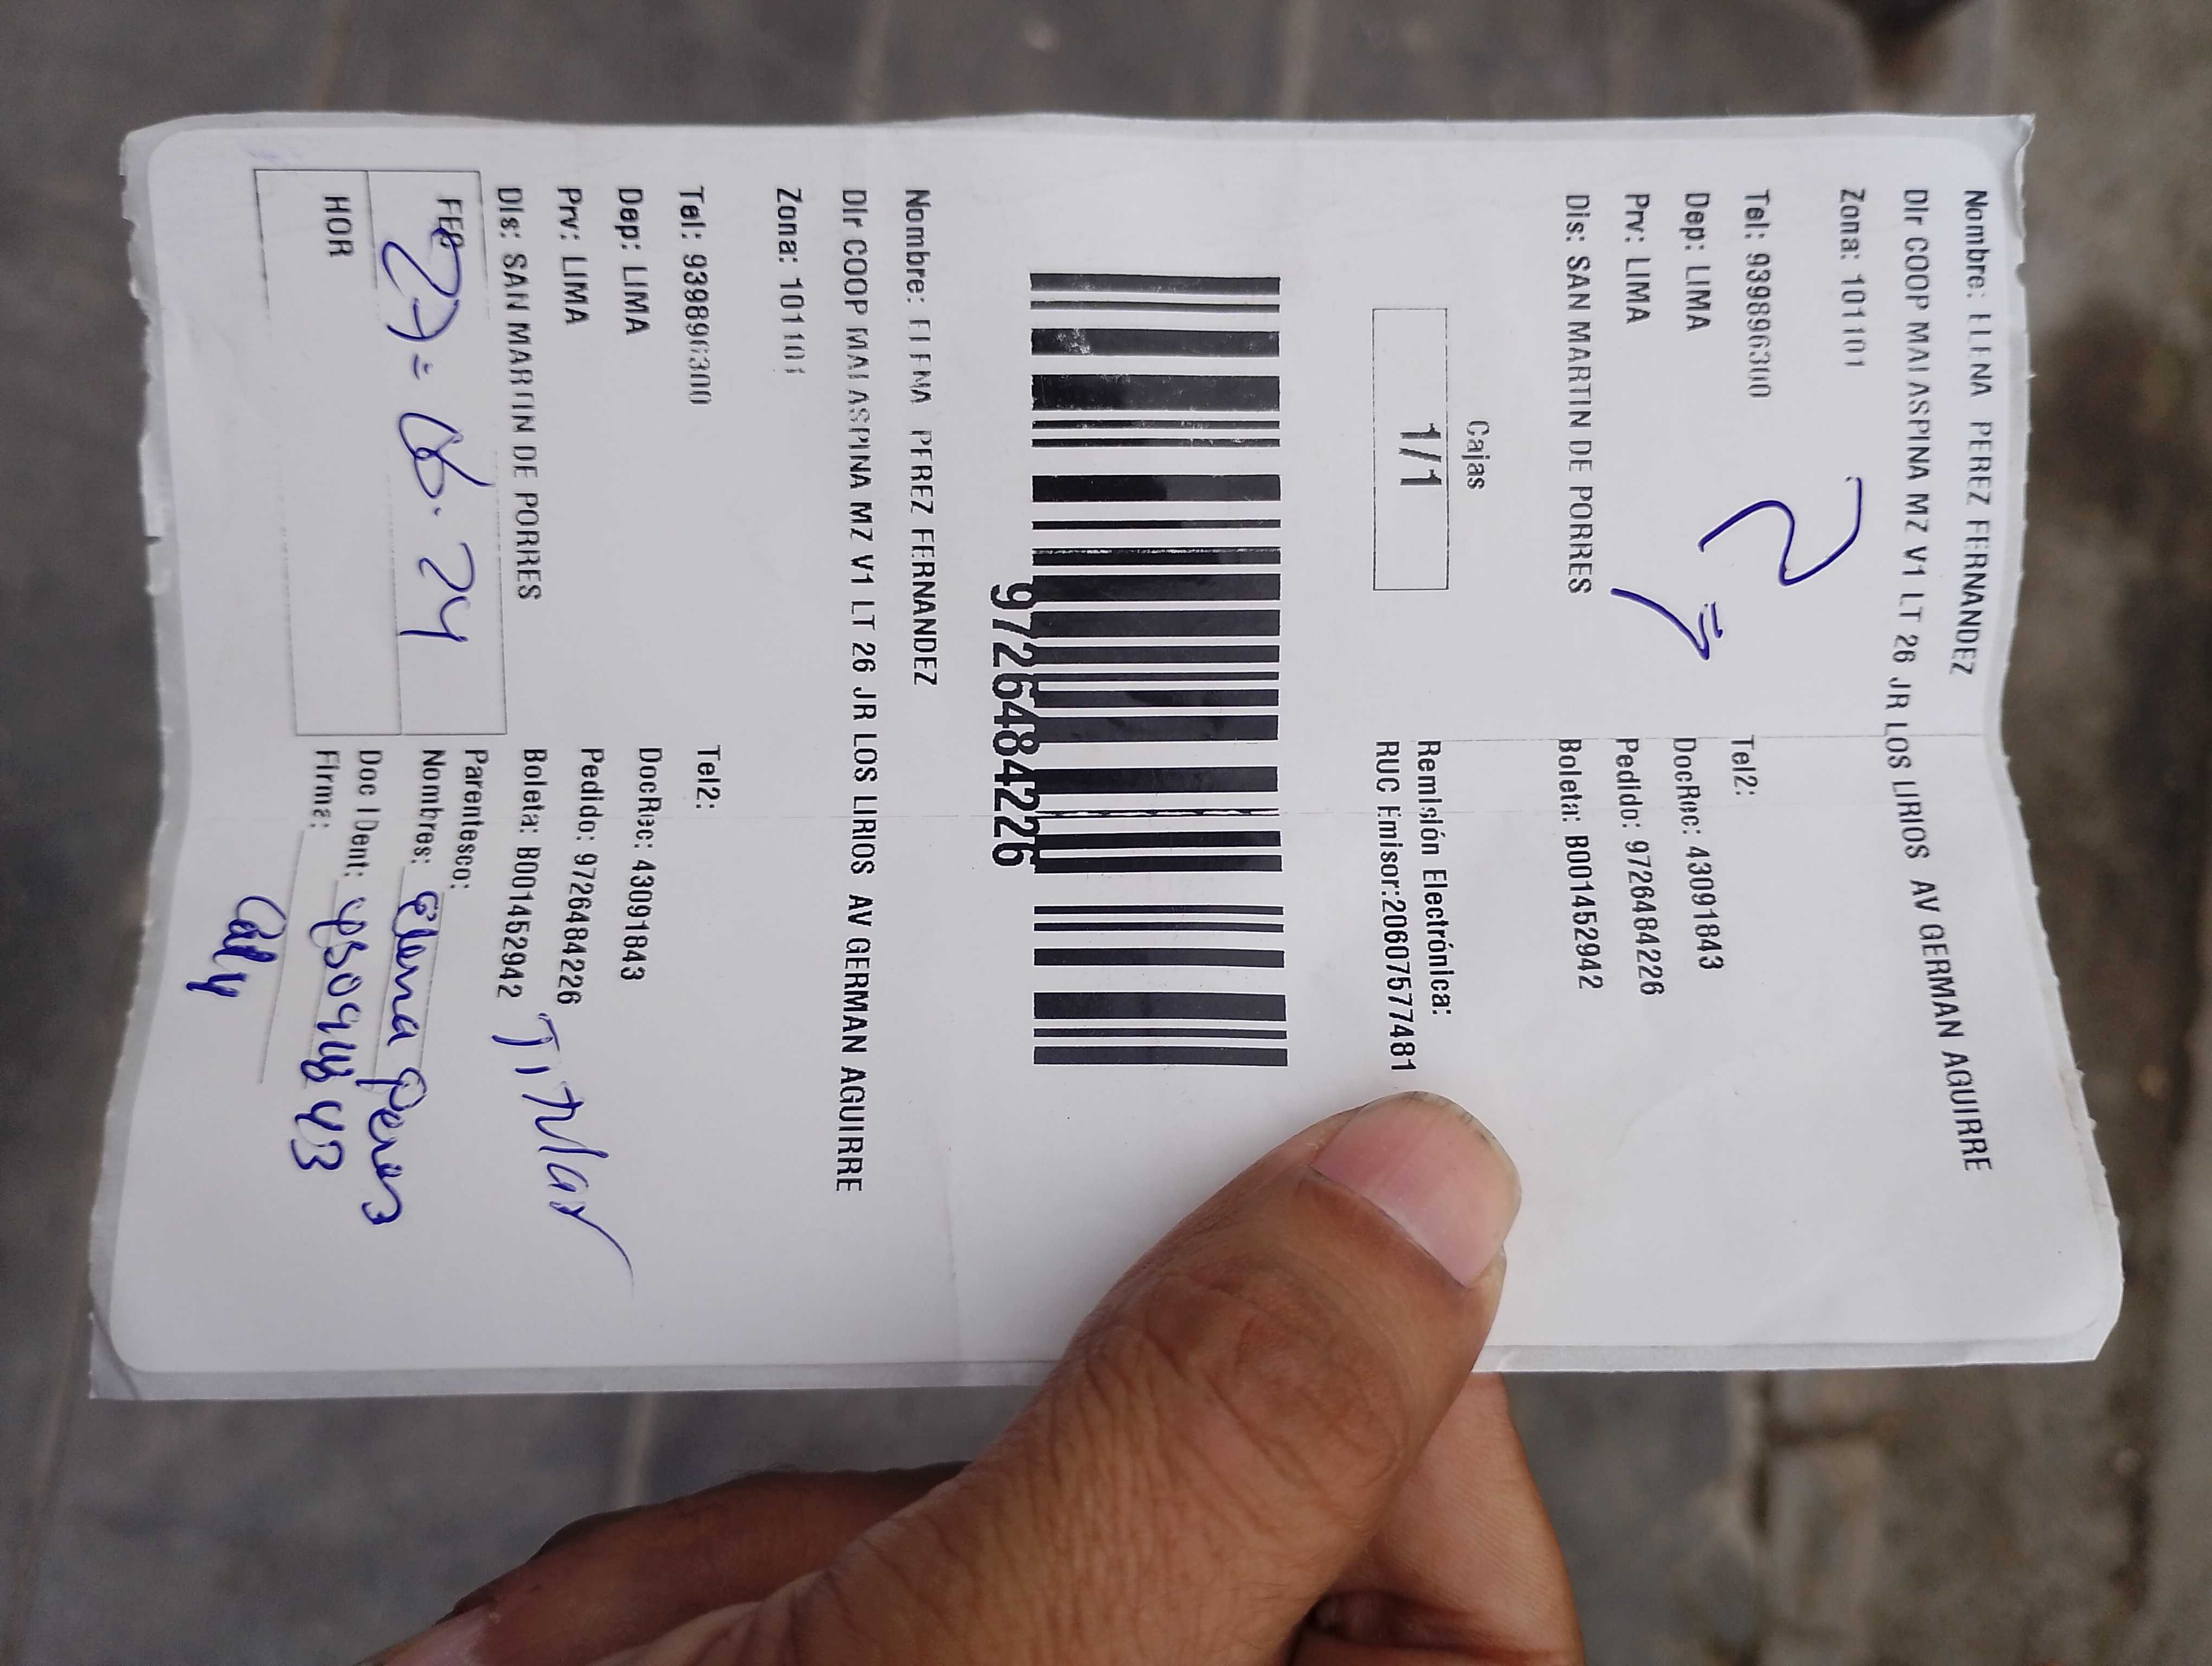 Nombre: ELENA PEREZ FERNANDEZ
DIr COOP MALASPINA MZ V1 LT 26 JR LOS LIRIOS AV GERMAN AGUIRRE
Zona: 101101
Tel: 939896300 Tel2:
Dep: LIMA DocRec: 43091843
Prv: LIMA Pedido: 9726484226
Dis: SAN MARTIN DE PORRES Boleta: B001452942
Cajas
1/1
Remisión Electrónica:
RUC Emisor:20607577481
9726484226
Nombre: ELENA PEREZ FERNANDEZ
DIr COOP MALASPINA MZ V1 LT 26 JR LOS LIRIOS AV GERMAN AGUIRRE
Zona: 101101
Tel: 939896300 Tel2:
Dep: LIMA DocRec: 43091843
Prv: LIMA Pedido: 9726484226
Dis: SAN MARTIN DE PORRES Boleta: B001452942
Parentesco: Titular
FEC 27 = 06. 24
Nombres: Elena Perez
HOR
Doc IDent:
Firma: